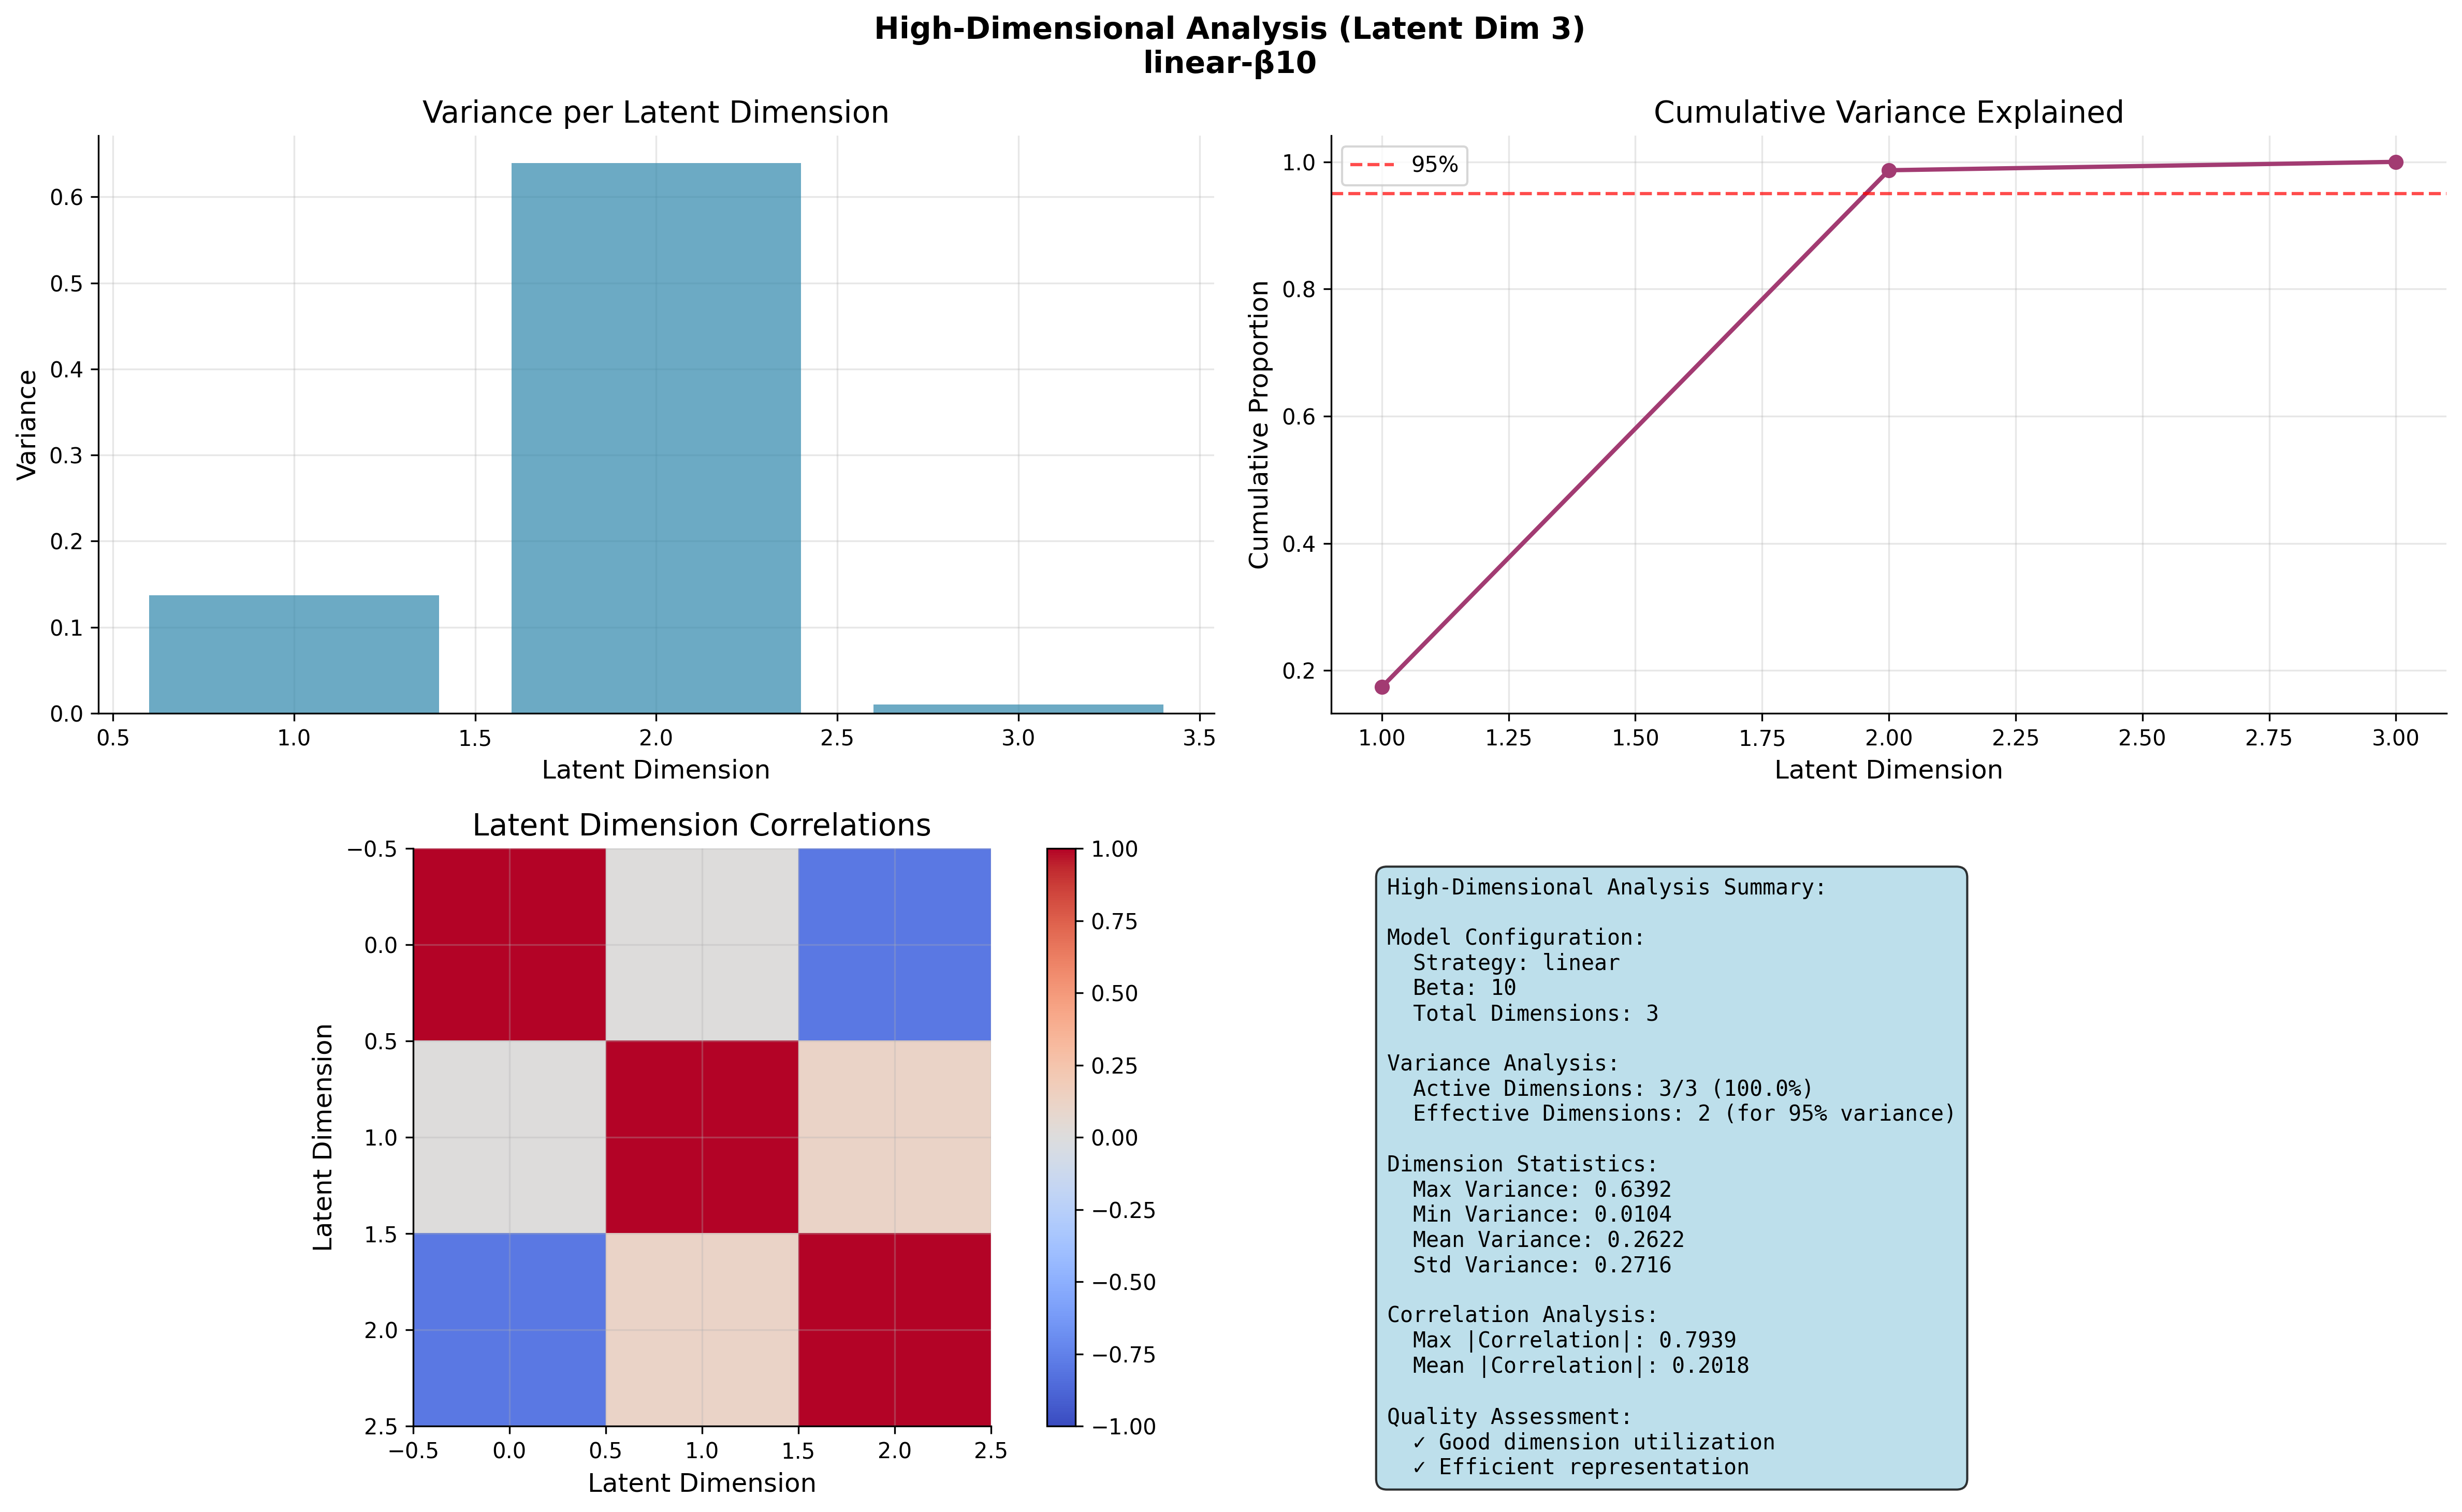 High-Dimensional Analysis (Latent Dim 3)
linear-β10
Variance per Latent Dimension
Variance
0.6
0.5
0.4
0.3
0.2
0.1
0.0
0.5 1.0 1.5 2.0 2.5 3.0 3.5
Latent Dimension
Cumulative Variance Explained
95%
Cumulative Proportion
1.0
0.8
0.6
0.4
0.2
1.00 1.25 1.50 1.75 2.00 2.25 2.50 2.75 3.00
Latent Dimension
Latent Dimension Correlations
Latent Dimension
−0.5
0.0
0.5
1.0
1.5
2.0
2.5
−0.5 0.0 0.5 1.0 1.5 2.0 2.5
Latent Dimension
1.00
0.75
0.50
0.25
0.00
−0.25
−0.50
−0.75
−1.00
High-Dimensional Analysis Summary:
Model Configuration:
Strategy: linear
Beta: 10
Total Dimensions: 3
Variance Analysis:
Active Dimensions: 3/3 (100.0%)
Effective Dimensions: 2 (for 95% variance)
Dimension Statistics:
Max Variance: 0.6392
Min Variance: 0.0104
Mean Variance: 0.2622
Std Variance: 0.2716
Correlation Analysis:
Max |Correlation|: 0.7939
Mean |Correlation|: 0.2018
Quality Assessment:
✓ Good dimension utilization
✓ Efficient representation